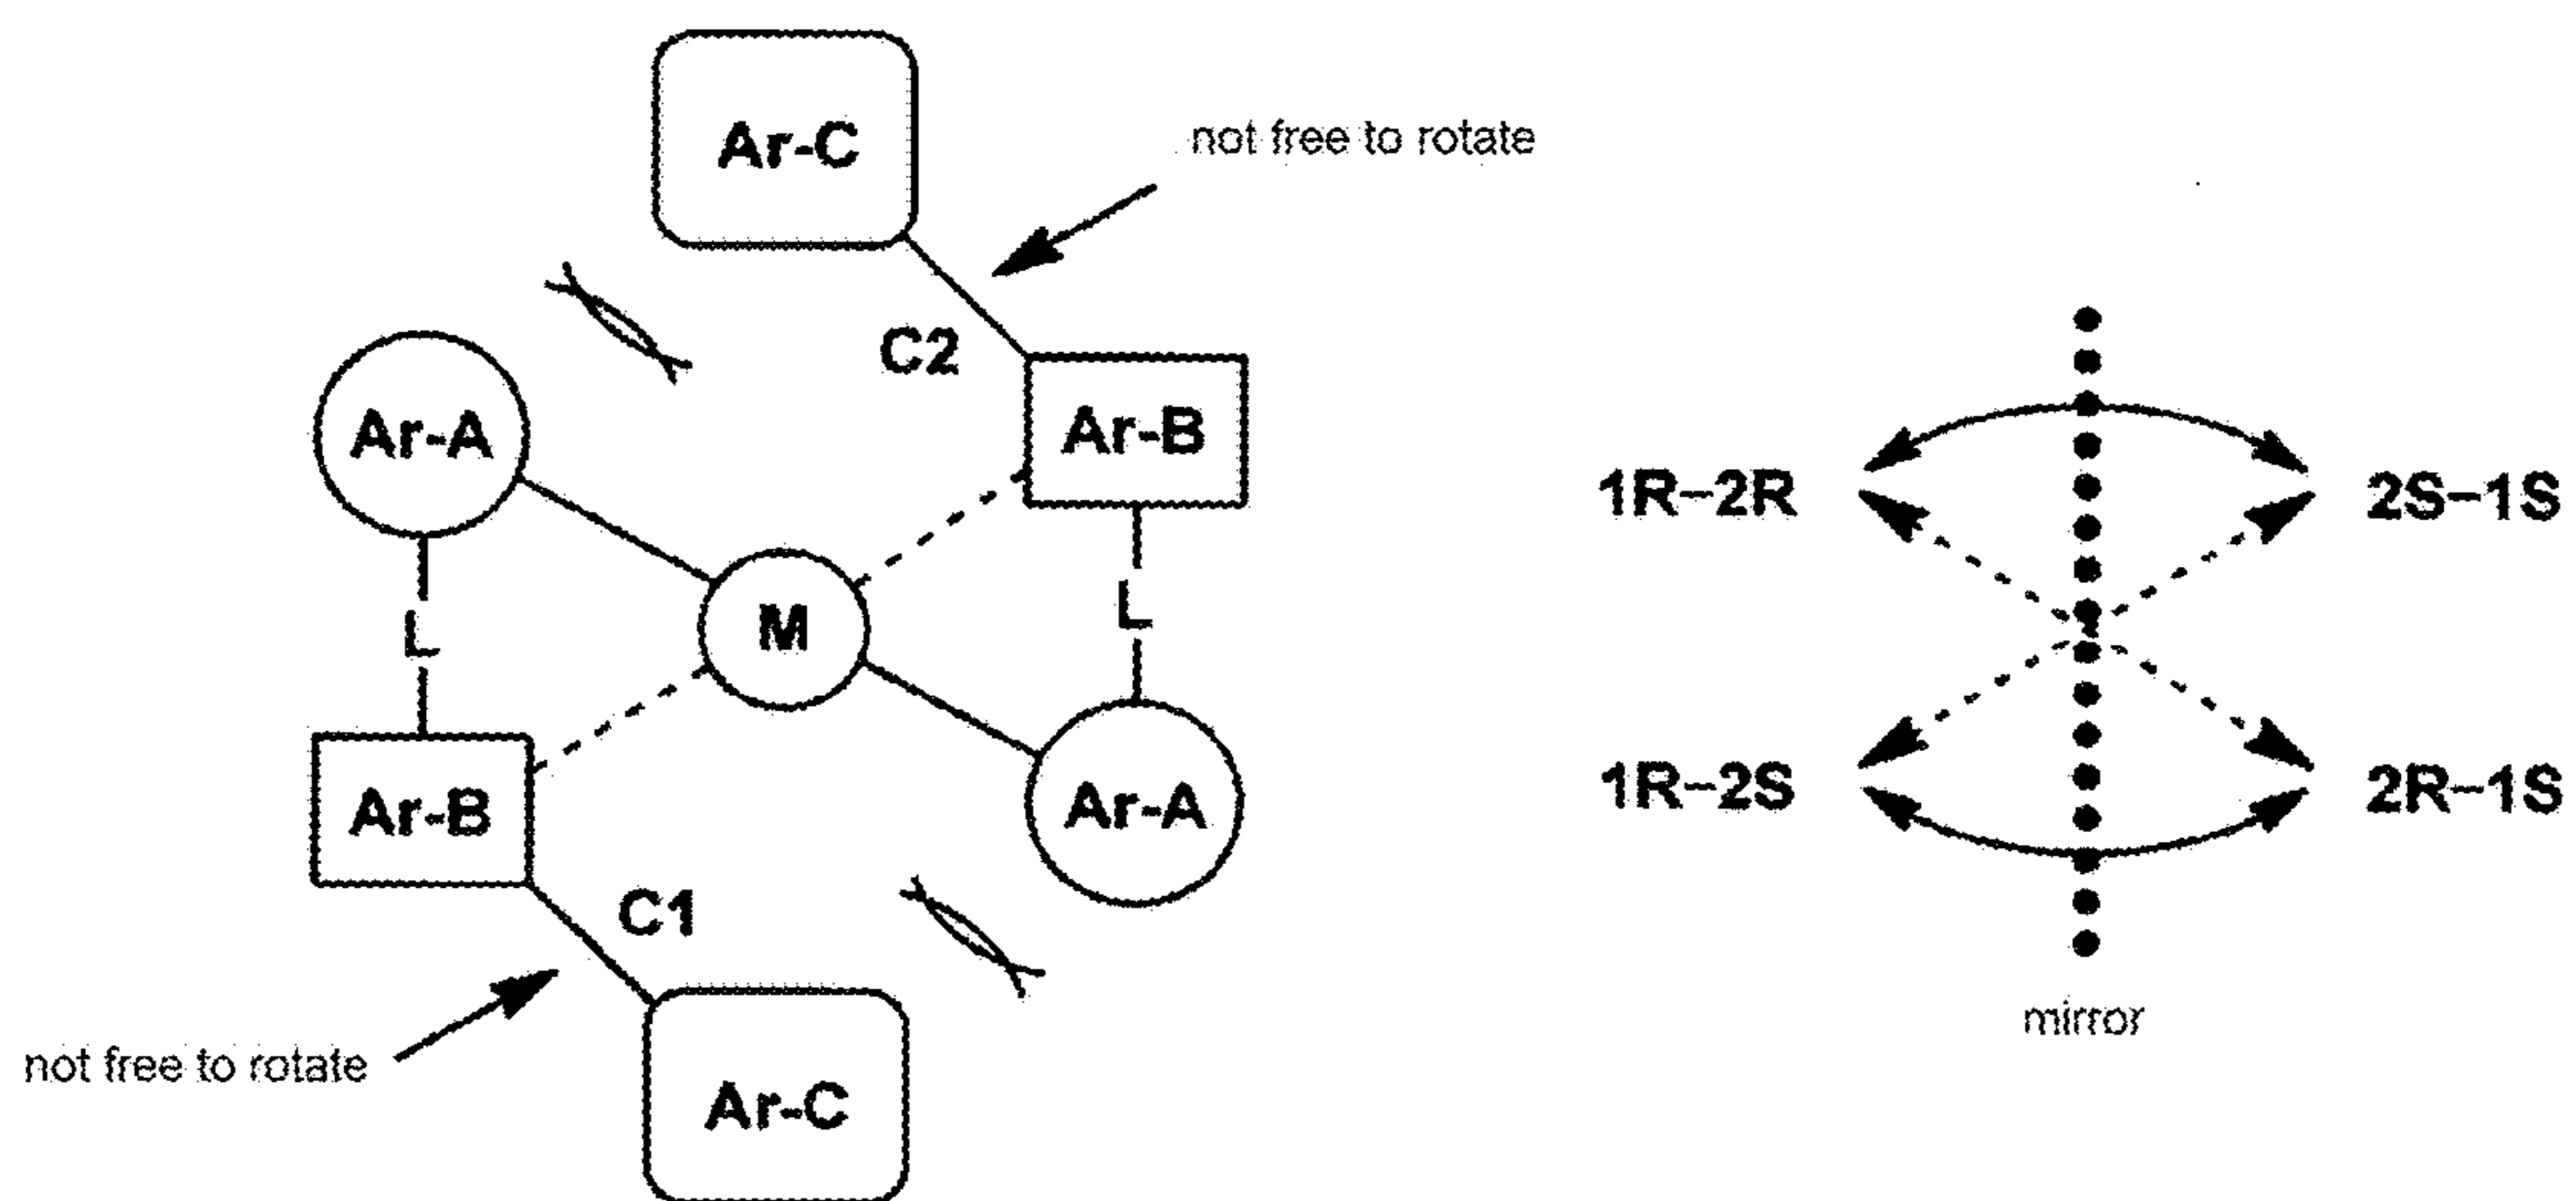 Ar-C
not free to rotate
C2
Ar-A
Ar-B
L
M
L
Ar-B
Ar-A
C1
not free to rotate
Ar-C
1R–2R
2S–1S
1R–2S
2R–1S
mirror